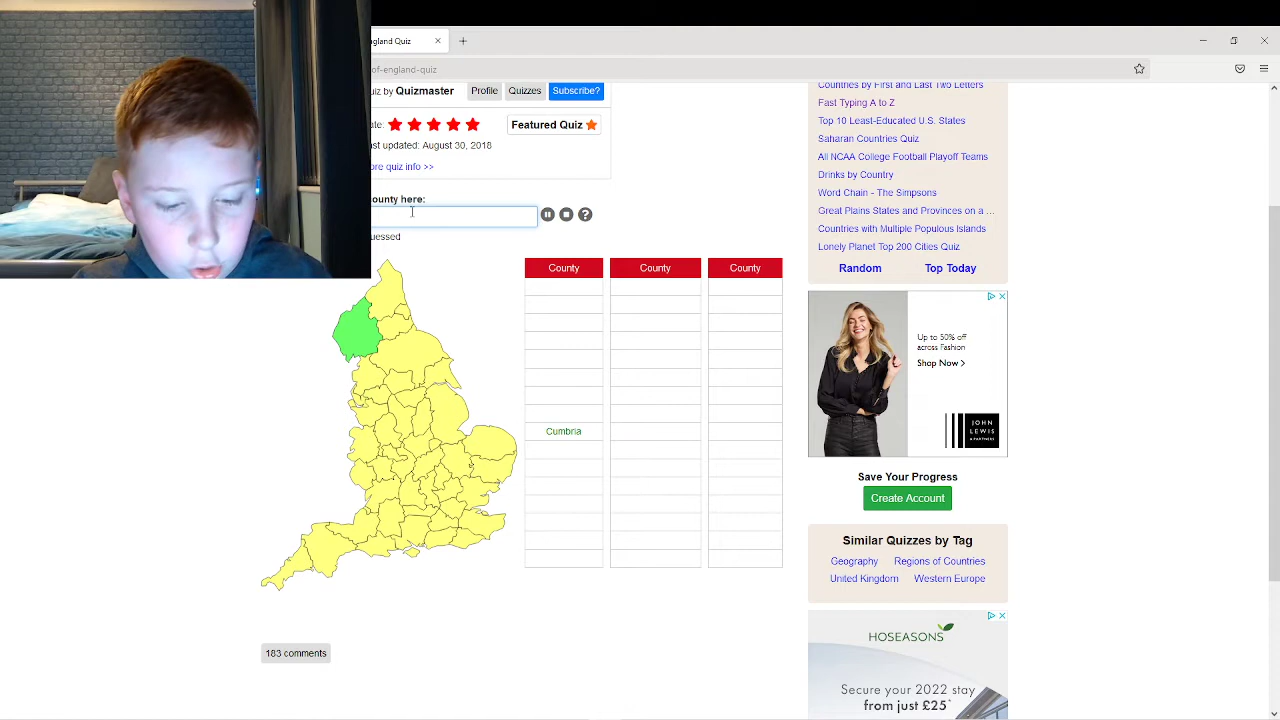 ngland Quiz
of-england-quiz
uiz by Quizmaster
Profile
Quizzes
Subscribe?
ate:
Featured Quiz
ast updated: August 30, 201
ore quiz info >>
ounty here:
uessed
County
County
County
Cumbria
183 comments
Countries by First and Last Two Letters
Fast Typing A to Z
Top 10 Least-Educated U.S. States
Saharan Countries Quiz
All NCAA College Football Playoff Teams
Drinks by Country
Word Chain - The Simpsons
Great Plains States and Provinces on a ...
Countries with Multiple Populous Islands
Lonely Planet Top 200 Cities Quiz
Random
Top Today
Up to 50% off
across Fashion
Shop Now >
JOHN
LEWIS
& PARTNERS
Save Your Progress
Create Account
Similar Quizzes by Tag
Geography
Regions of Countries
United Kingdom
Western Europe
HOSEASONS
Secure your 2022 stay
from just £25*